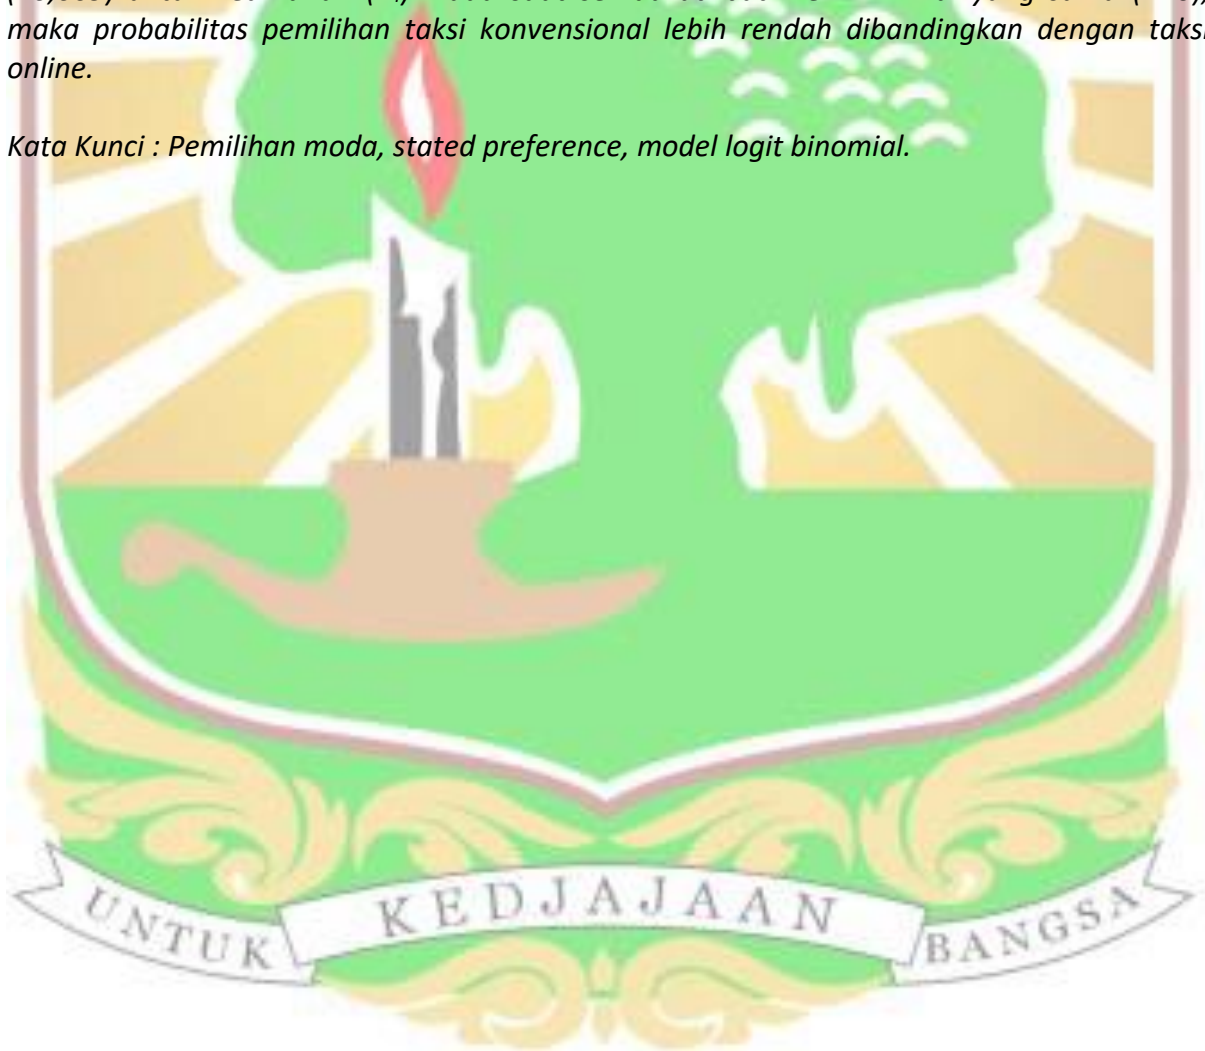 maka probabilitas pemilihan taksi konvensional lebih rendah dibandingkan dengan taksi
online.
Kata Kunci : Pemilihan moda, stated preference, model logit binomial.
UNTUK KEDJAJAAN BANGSA